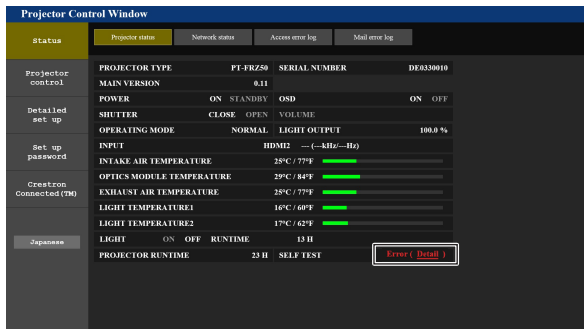 Projector Control Window
Status
Projector status
Network status
Access error log
Mail error log
Projector
control
Detailed
set up
Set up
password
Crestron
Connected(TM)
Japanese
PROJECTOR TYPE PT-FRZ50 SERIAL NUMBER DE0330010
MAIN VERSION 0.11
POWER ON STANDBY OSD ON OFF
SHUTTER CLOSE OPEN VOLUME
OPERATING MODE NORMAL LIGHT OUTPUT 100.0 %
INPUT HDMI2 --- (---kHz/---Hz)
INTAKE AIR TEMPERATURE 25°C / 77°F
OPTICS MODULE TEMPERATURE 29°C / 84°F
EXHAUST AIR TEMPERATURE 25°C / 77°F
LIGHT TEMPERATURE1 16°C / 60°F
LIGHT TEMPERATURE2 17°C / 62°F
LIGHT ON OFF RUNTIME 13 H
PROJECTOR RUNTIME 23 H SELF TEST Error ( Detail )